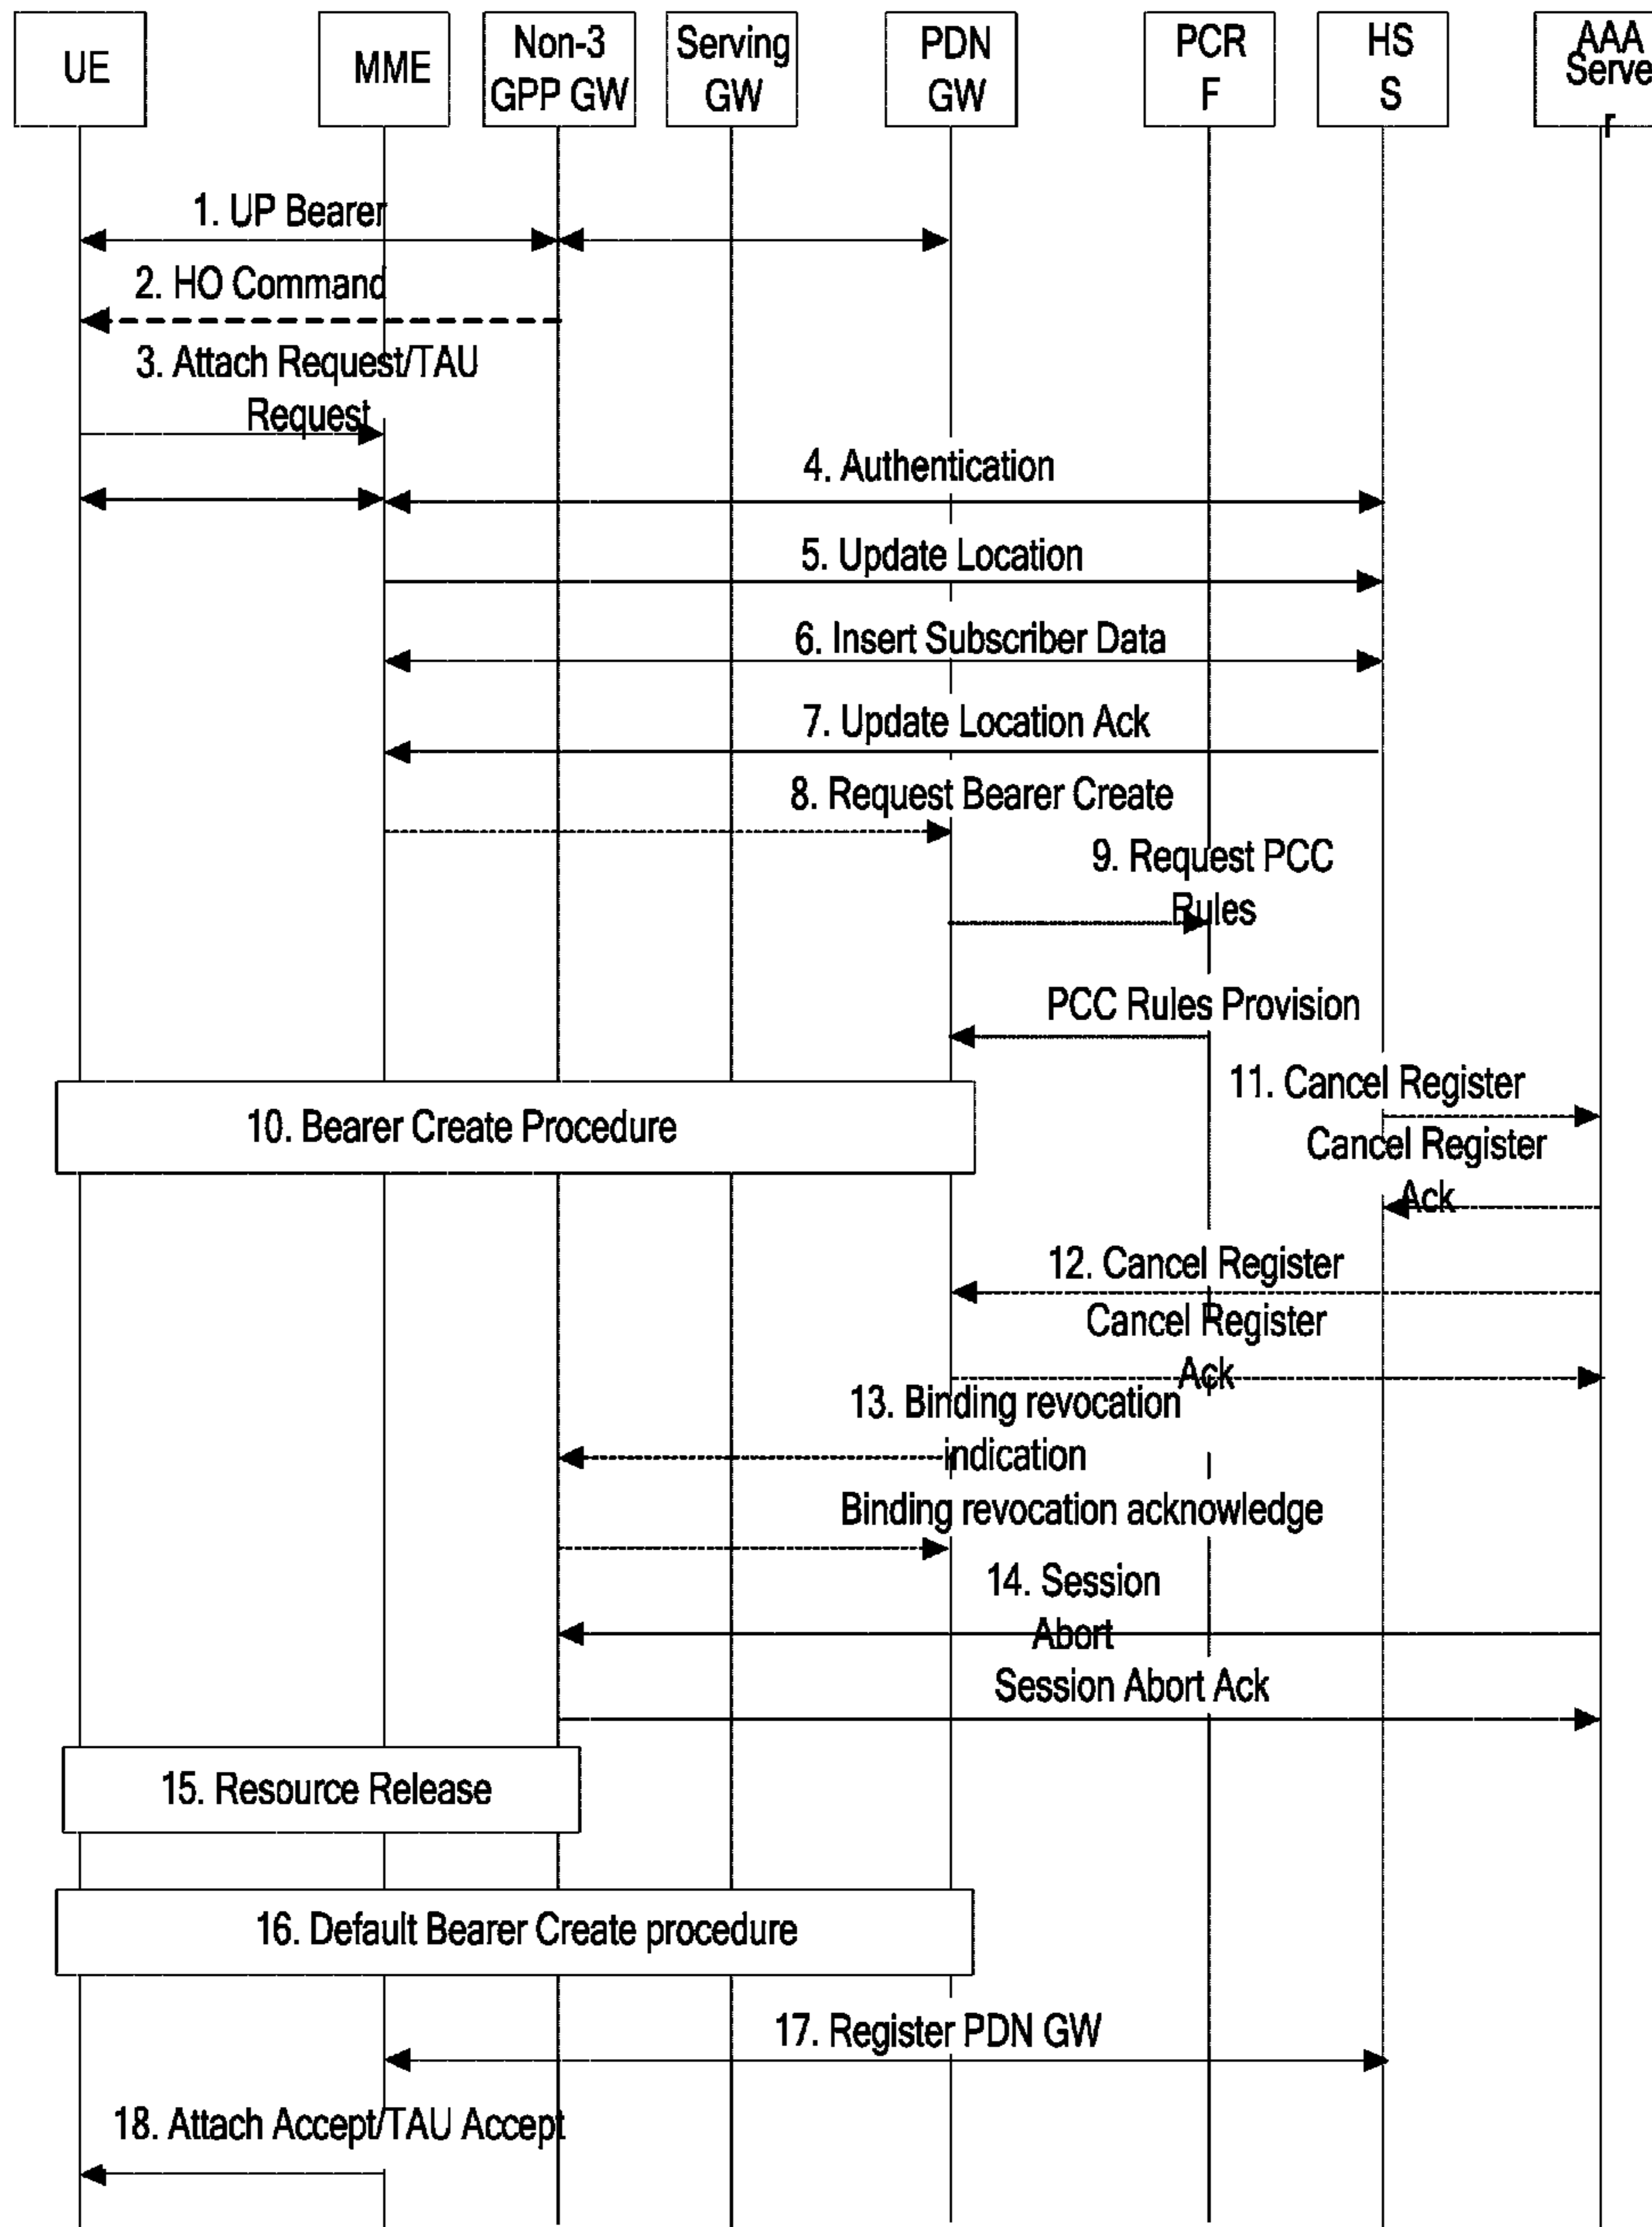 UE
MME
Non-3
GPP GW
Serving
GW
PDN
GW
PCR
F
HS
S
AAA
Serve
r
1. UP Bearer
2. HO Command
3. Attach Request/TAU
Request
4. Authentication
5. Update Location
6. Insert Subscriber Data
7. Update Location Ack
8. Request Bearer Create
9. Request PCC
Rules
PCC Rules Provision
10. Bearer Create Procedure
11. Cancel Register
Cancel Register
Ack
12. Cancel Register
Cancel Register
Ack
13. Binding revocation
indication
Binding revocation acknowledge
14. Session
Abort
Session Abort Ack
15. Resource Release
16. Default Bearer Create procedure
17. Register PDN GW
18. Attach Accept/TAU Accept